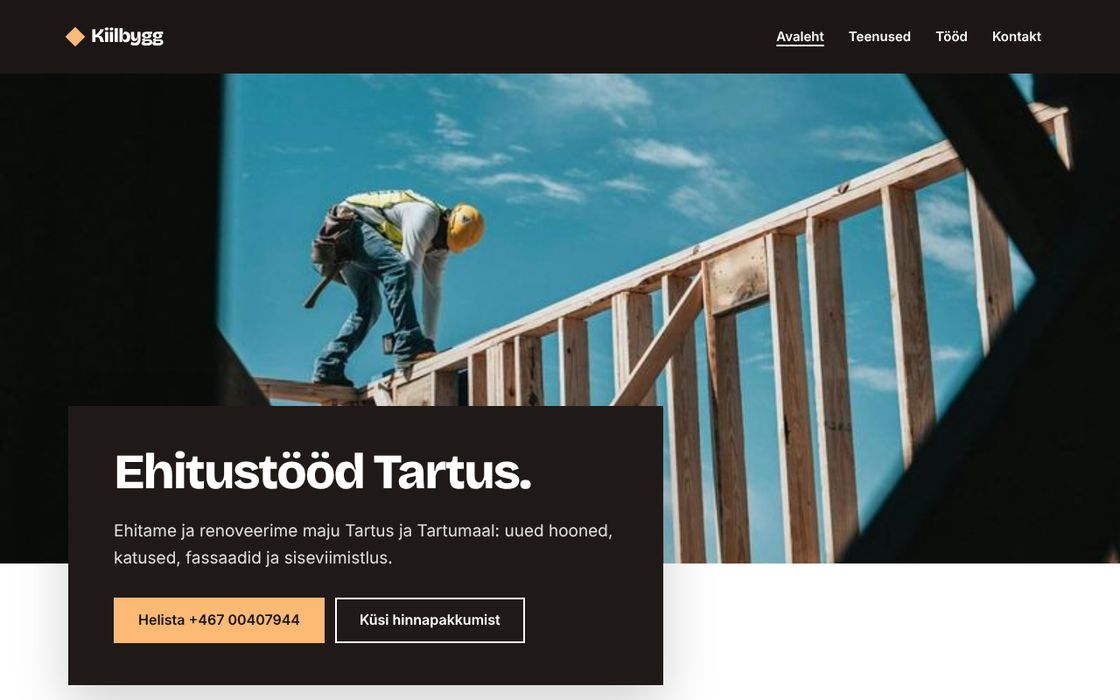 Kiilbygg
Avaleht
Teenused
Tööd
Kontakt
Ehitustööd Tartus.
Ehitame ja renoveerime maju Tartus ja Tartumaal: uued hooned,
katused, fassaadid ja siseviimistlus.
Helista +467 00407944
Küsi hinnapakkumist